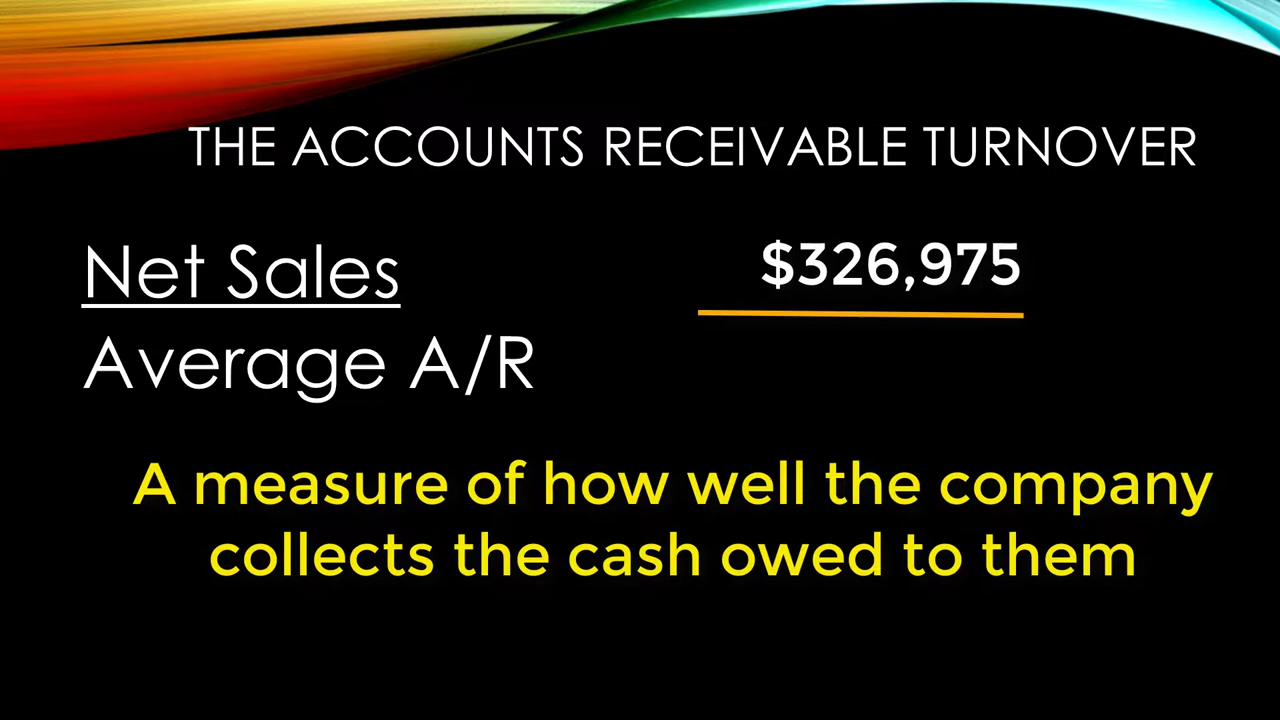 THE ACCOUNTS RECEIVABLE TURNOVER
Net Sales
Average A/R
$326,975
A measure of how well the company
collects the cash owed to them